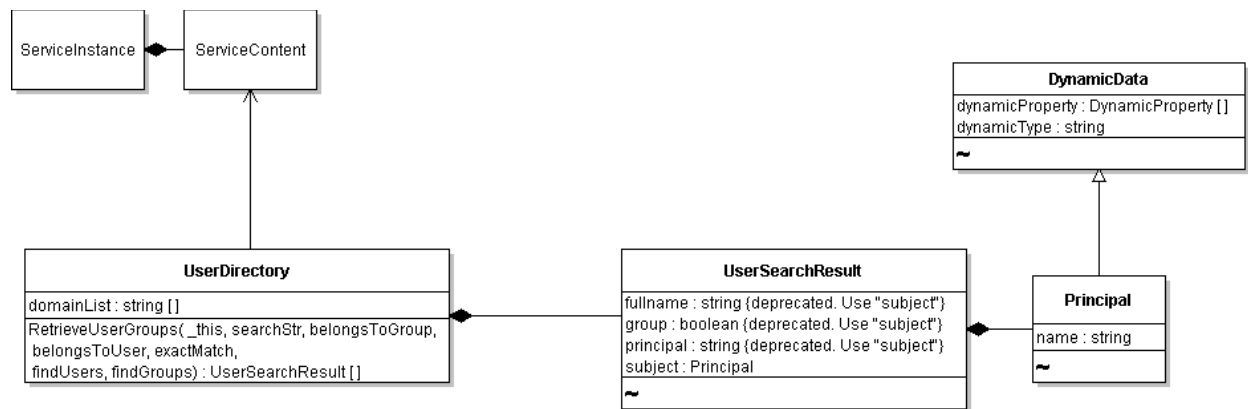 ServiceInstance
ServiceContent
DynamicData
dynamicProperty : DynamicProperty [ ]
dynamicType : string
~
UserDirectory
domainList : string [ ]
RetrieveUserGroups( _this, searchStr, belongsToGroup,
belongsToUser, exactMatch,
findUsers, findGroups) : UserSearchResult [ ]
UserSearchResult
fullname : string {deprecated. Use "subject"}
group : boolean {deprecated. Use "subject"}
principal : string {deprecated. Use "subject"}
subject : Principal
~
Principal
name : string
~